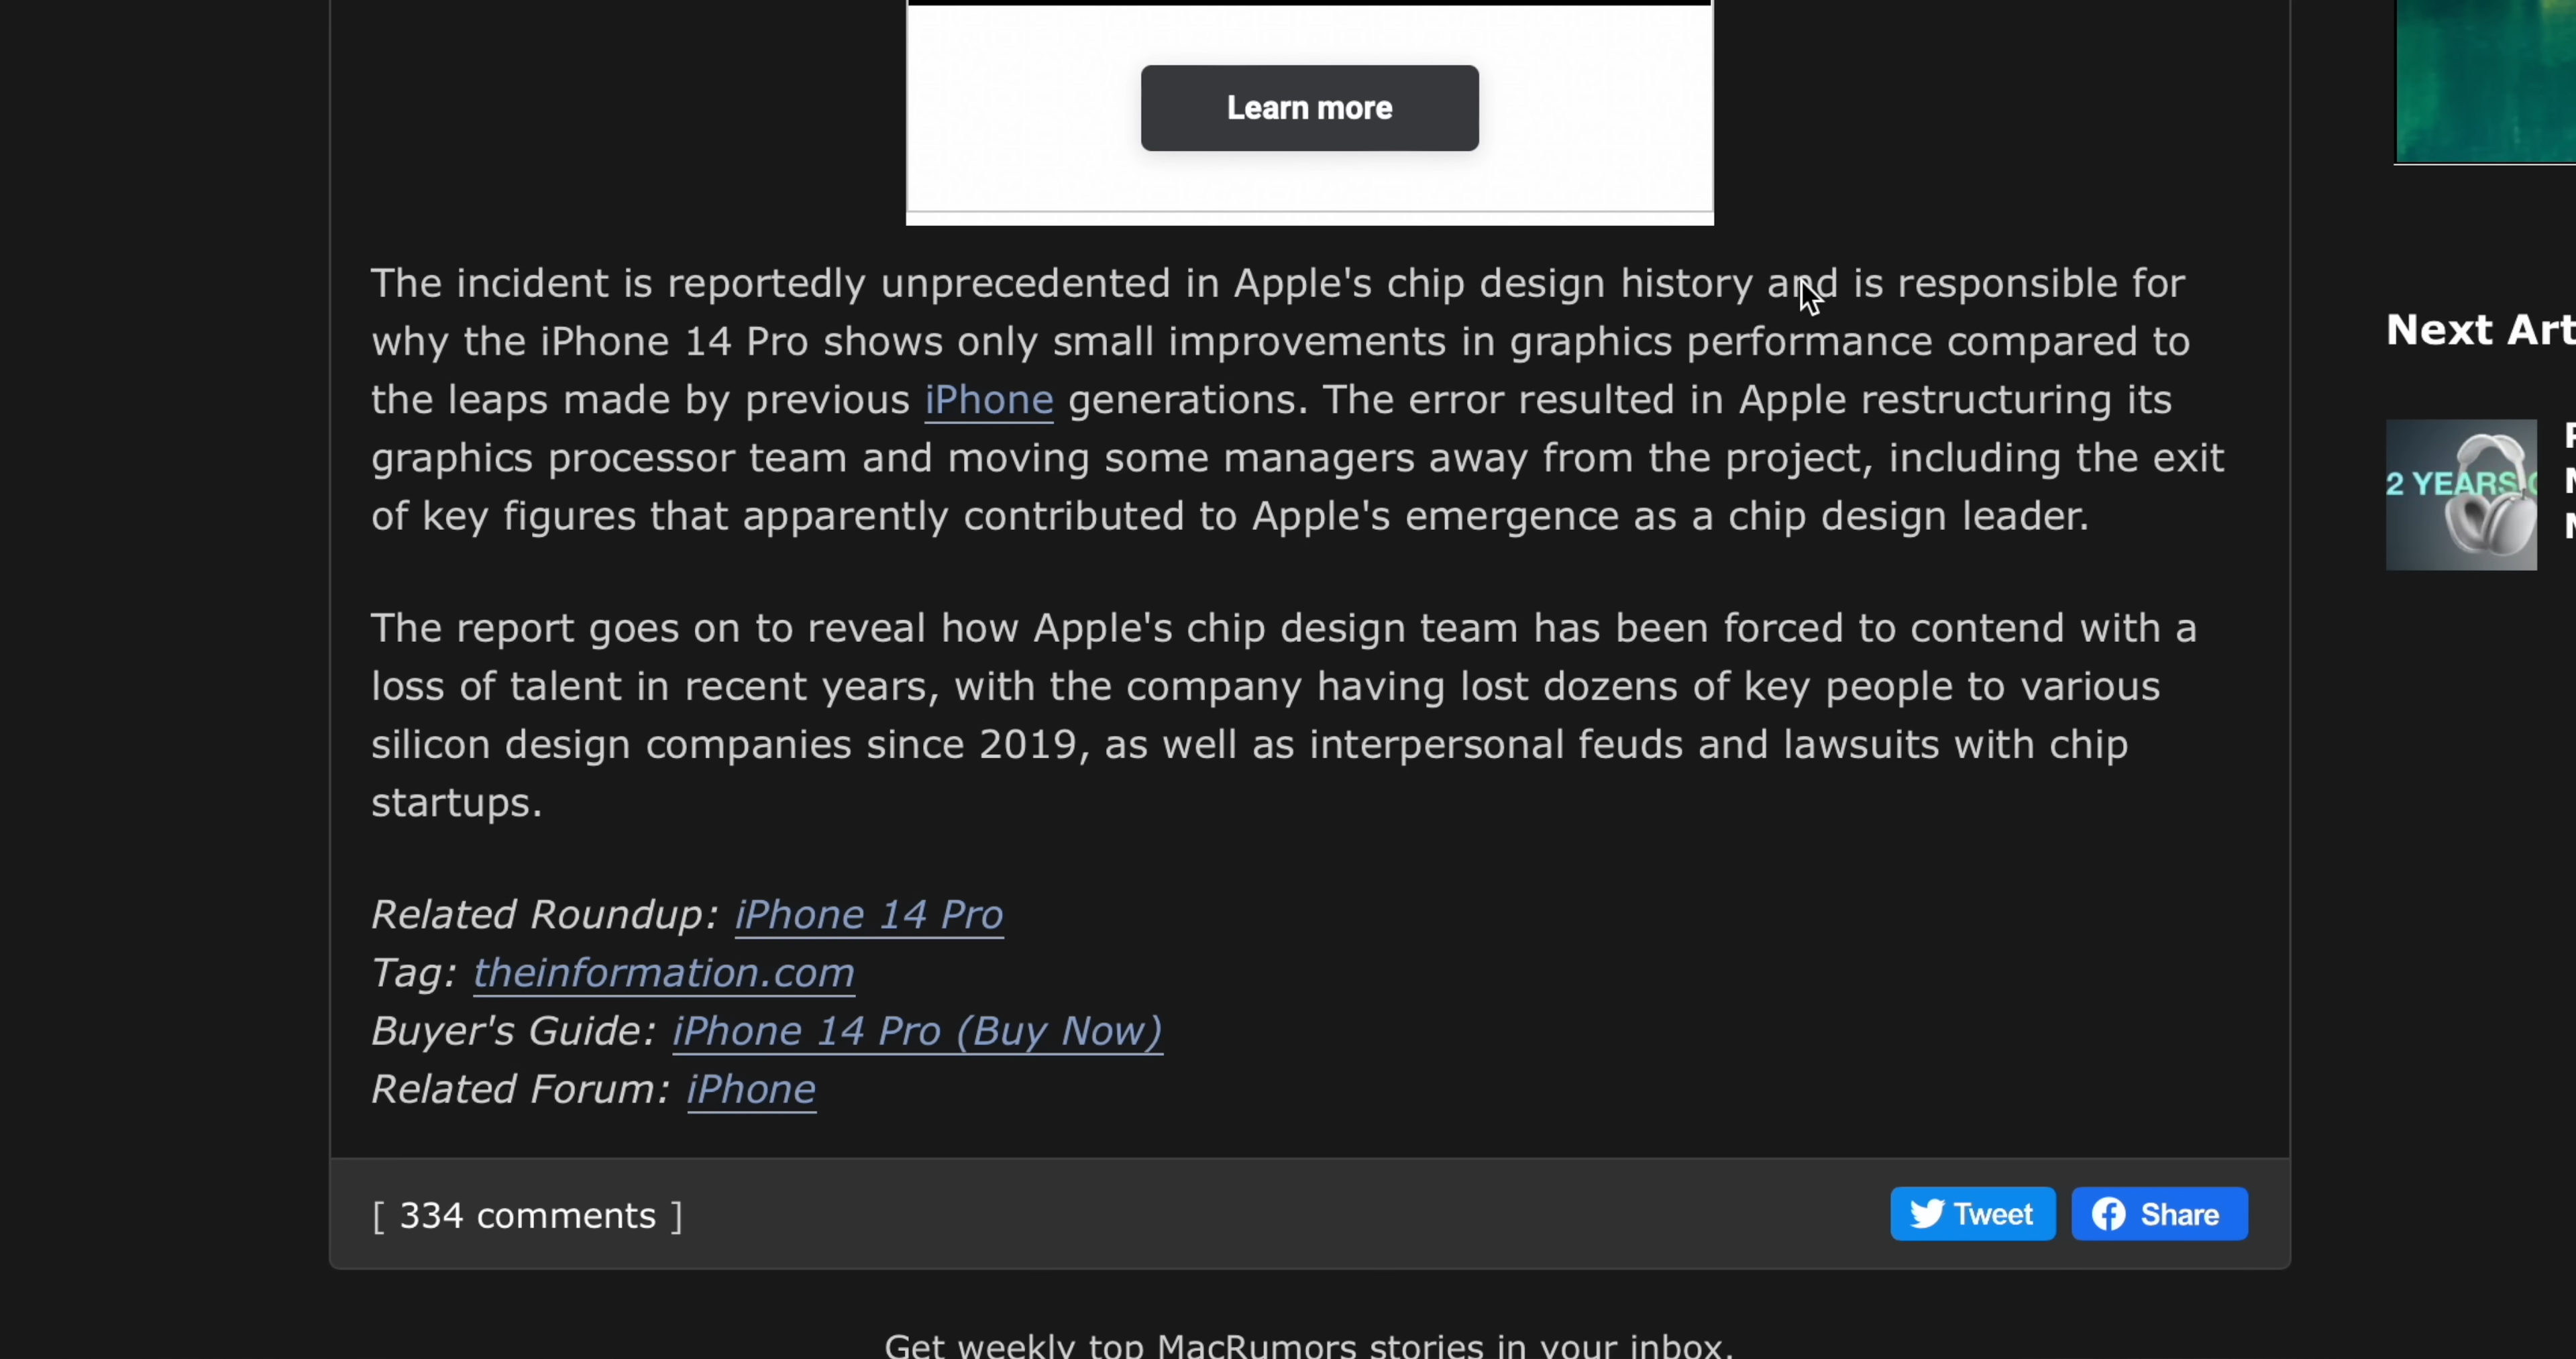 Learn more
The incident is reportedly unprecedented in Apple's chip design history and is responsible for
why the iPhone 14 Pro shows only small improvements in graphics performance compared to
the leaps made by previous iPhone generations. The error resulted in Apple restructuring its
graphics processor team and moving some managers away from the project, including the exit
of key figures that apparently contributed to Apple's emergence as a chip design leader.
The report goes on to reveal how Apple's chip design team has been forced to contend with a
loss of talent in recent years, with the company having lost dozens of key people to various
silicon design companies since 2019, as well as interpersonal feuds and lawsuits with chip
startups.
Related Roundup: iPhone 14 Pro
Tag: theinformation.com
Buyer's Guide: iPhone 14 Pro (Buy Now)
Related Forum: iPhone
[ 334 comments ]
Tweet
Share
Get weekly top MacRumors stories in your inbox.
Next Art
2 YEARS